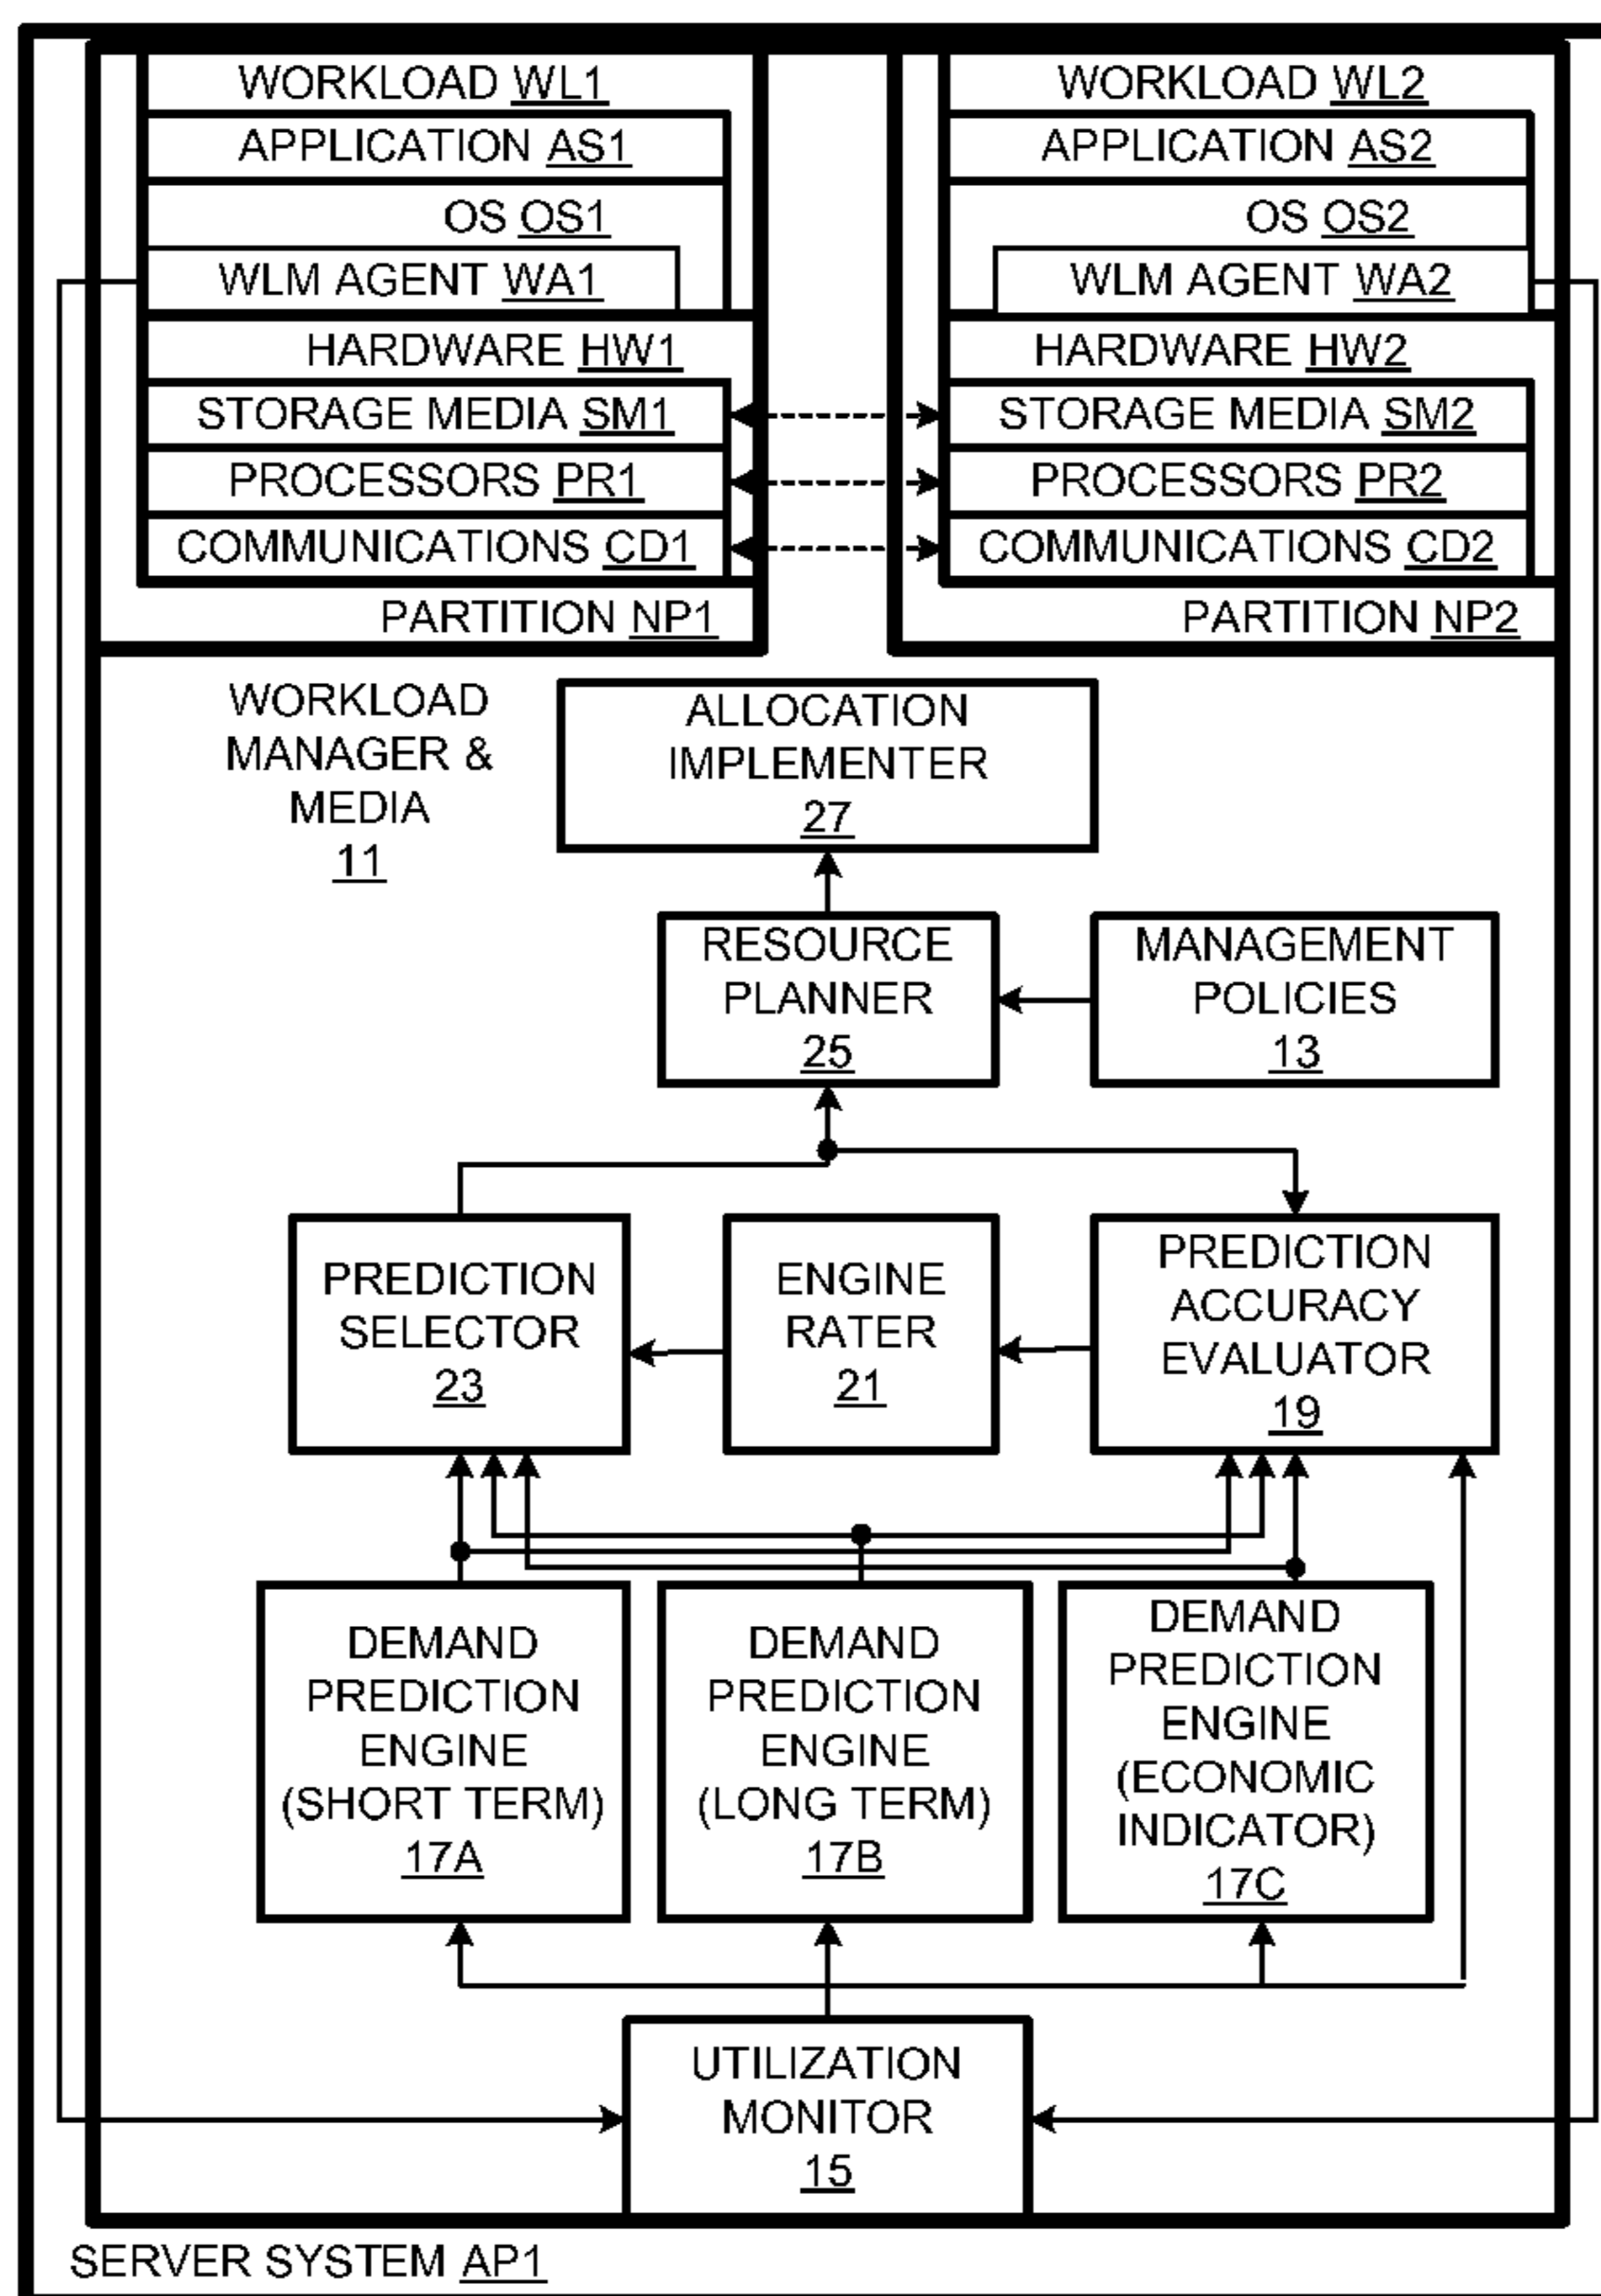 WORKLOAD WL1
APPLICATION AS1
OS OS1
WLM AGENT WA1
HARDWARE HW1
STORAGE MEDIA SM1
PROCESSORS PR1
COMMUNICATIONS CD1
PARTITION NP1
WORKLOAD WL2
APPLICATION AS2
OS OS2
WLM AGENT WA2
HARDWARE HW2
STORAGE MEDIA SM2
PROCESSORS PR2
COMMUNICATIONS CD2
PARTITION NP2
WORKLOAD
MANAGER &
MEDIA
11
ALLOCATION
IMPLEMENTER
27
RESOURCE
PLANNER
25
MANAGEMENT
POLICIES
13
PREDICTION
SELECTOR
23
ENGINE
RATER
21
PREDICTION
ACCURACY
EVALUATOR
19
DEMAND
PREDICTION
ENGINE
(SHORT TERM)
17A
DEMAND
PREDICTION
ENGINE
(LONG TERM)
17B
DEMAND
PREDICTION
ENGINE
(ECONOMIC
INDICATOR)
17C
UTILIZATION
MONITOR
15
SERVER SYSTEM AP1